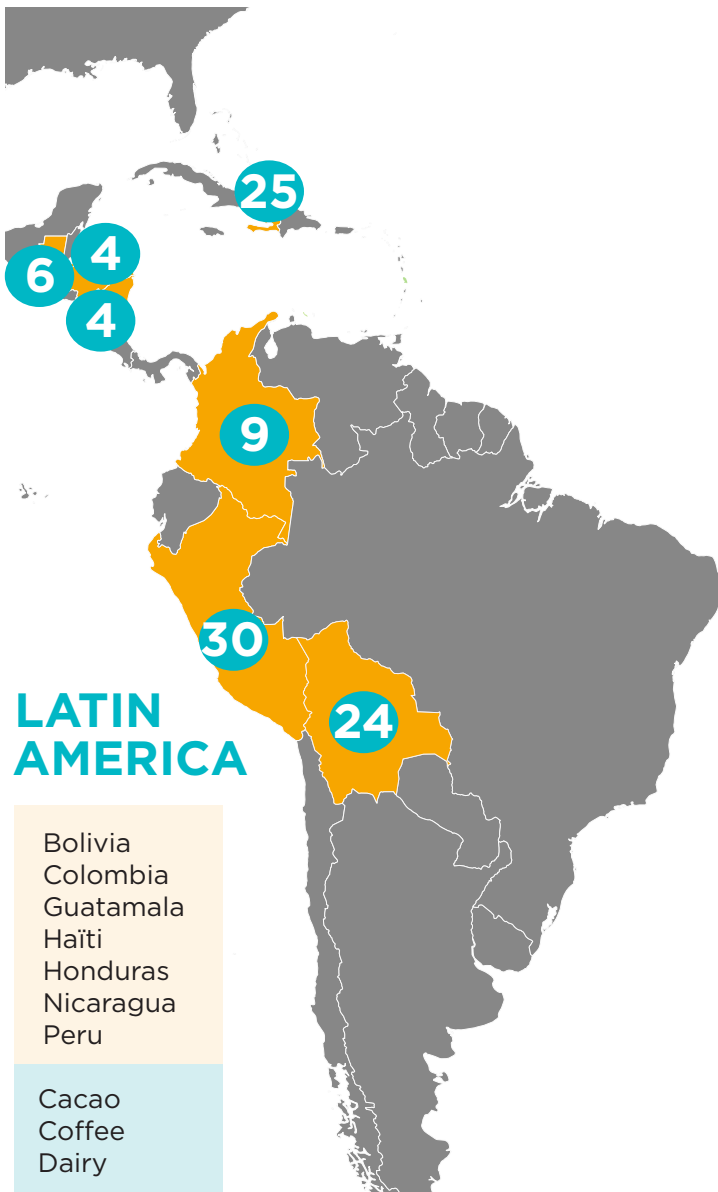 25
4
6
4
9
30
24
LATIN
AMERICA
Bolivia
Colombia
Guatamala
Haïti
Honduras
Nicaragua
Peru
Cacao
Coffee
Dairy